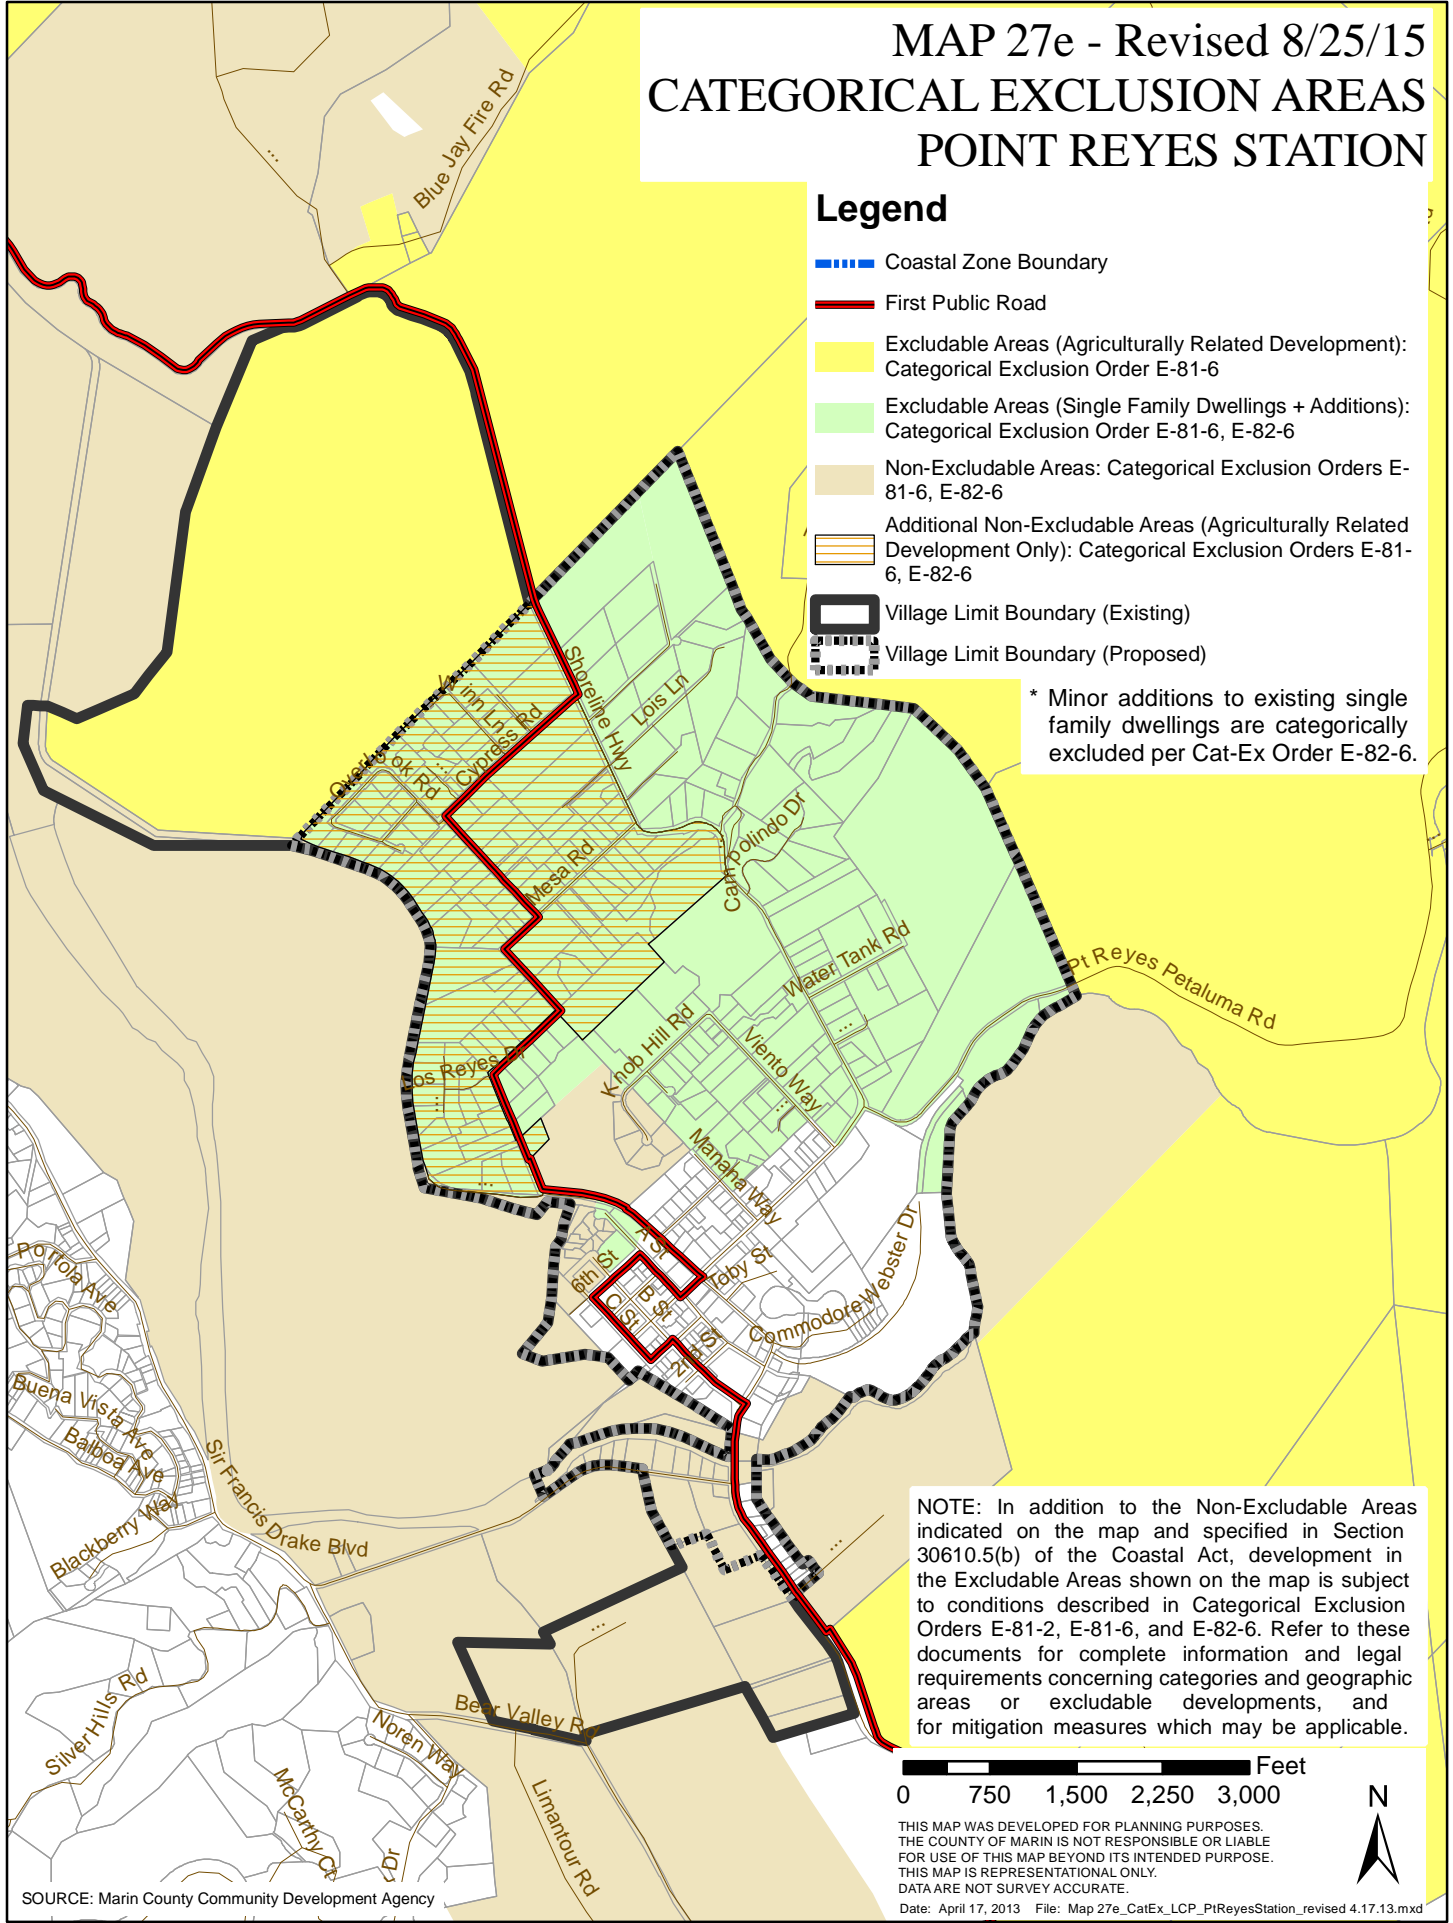 MAP 27e - Revised 8/25/15
CATEGORICAL EXCLUSION AREAS
POINT REYES STATION
Legend
Coastal Zone Boundary
First Public Road
Excludable Areas (Agriculturally Related Development):
Categorical Exclusion Order E-81-6
Excludable Areas (Single Family Dwellings + Additions):
Categorical Exclusion Order E-81-6, E-82-6
Non-Excludable Areas: Categorical Exclusion Orders E-
81-6, E-82-6
Additional Non-Excludable Areas (Agriculturally Related
Development Only): Categorical Exclusion Orders E-81-
6, E-82-6
Village Limit Boundary (Existing)
Village Limit Boundary (Proposed)
* Minor additions to existing single
family dwellings are categorically
excluded per Cat-Ex Order E-82-6.
Blue Jay Fire Rd
...
Shoreline Hwy
Winn Ln
Cypress Rd
Lois Ln
Overlook Rd
...
Mesa Rd
Campolindo Dr
Water Tank Rd
Pt Reyes Petaluma Rd
...
Knob Hill Rd
Viento Way
...
Los Reyes Pl
...
Manana Way
...
A St
6th St
B St
C St
Toby St
2nd St
Commodore Webster Dr
Portola Ave
Buena Vista Ave
Balboa Ave
Blackberry Way
Sir Francis Drake Blvd
...
...
Bear Valley Rd
Silver Hills Rd
Noren Way
McCarthy Ct
Dr
Limantour Rd
NOTE: In addition to the Non-Excludable Areas
indicated on the map and specified in Section
30610.5(b) of the Coastal Act, development in
the Excludable Areas shown on the map is subject
to conditions described in Categorical Exclusion
Orders E-81-2, E-81-6, and E-82-6. Refer to these
documents for complete information and legal
requirements concerning categories and geographic
areas or excludable developments, and
for mitigation measures which may be applicable.
Feet
0 750 1,500 2,250 3,000
N
THIS MAP WAS DEVELOPED FOR PLANNING PURPOSES.
THE COUNTY OF MARIN IS NOT RESPONSIBLE OR LIABLE
FOR USE OF THIS MAP BEYOND ITS INTENDED PURPOSE.
THIS MAP IS REPRESENTATIONAL ONLY.
DATA ARE NOT SURVEY ACCURATE.
Date: April 17, 2013 File: Map 27e_CatEx_LCP_PtReyesStation_revised 4.17.13.mxd
SOURCE: Marin County Community Development Agency